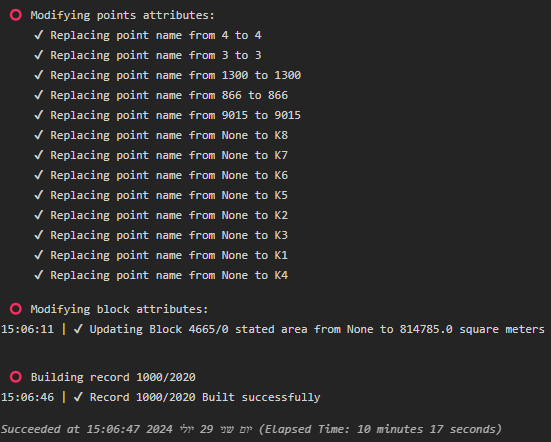 ⭕ Modifying points attributes:
✓ Replacing point name from 4 to 4
✓ Replacing point name from 3 to 3
✓ Replacing point name from 1300 to 1300
✓ Replacing point name from 866 to 866
✓ Replacing point name from 9015 to 9015
✓ Replacing point name from None to K8
✓ Replacing point name from None to K7
✓ Replacing point name from None to K6
✓ Replacing point name from None to K5
✓ Replacing point name from None to K2
✓ Replacing point name from None to K3
✓ Replacing point name from None to K1
✓ Replacing point name from None to K4
⭕ Modifying block attributes:
15:06:11 | ✓ Updating Block 4665/0 stated area from None to 814785.0 square meters
⭕ Building record 1000/2020
15:06:46 | ✓ Record 1000/2020 Built successfully
Succeeded at 15:06:47 2024 יום שני 29 יולי (Elapsed Time: 10 minutes 17 seconds)